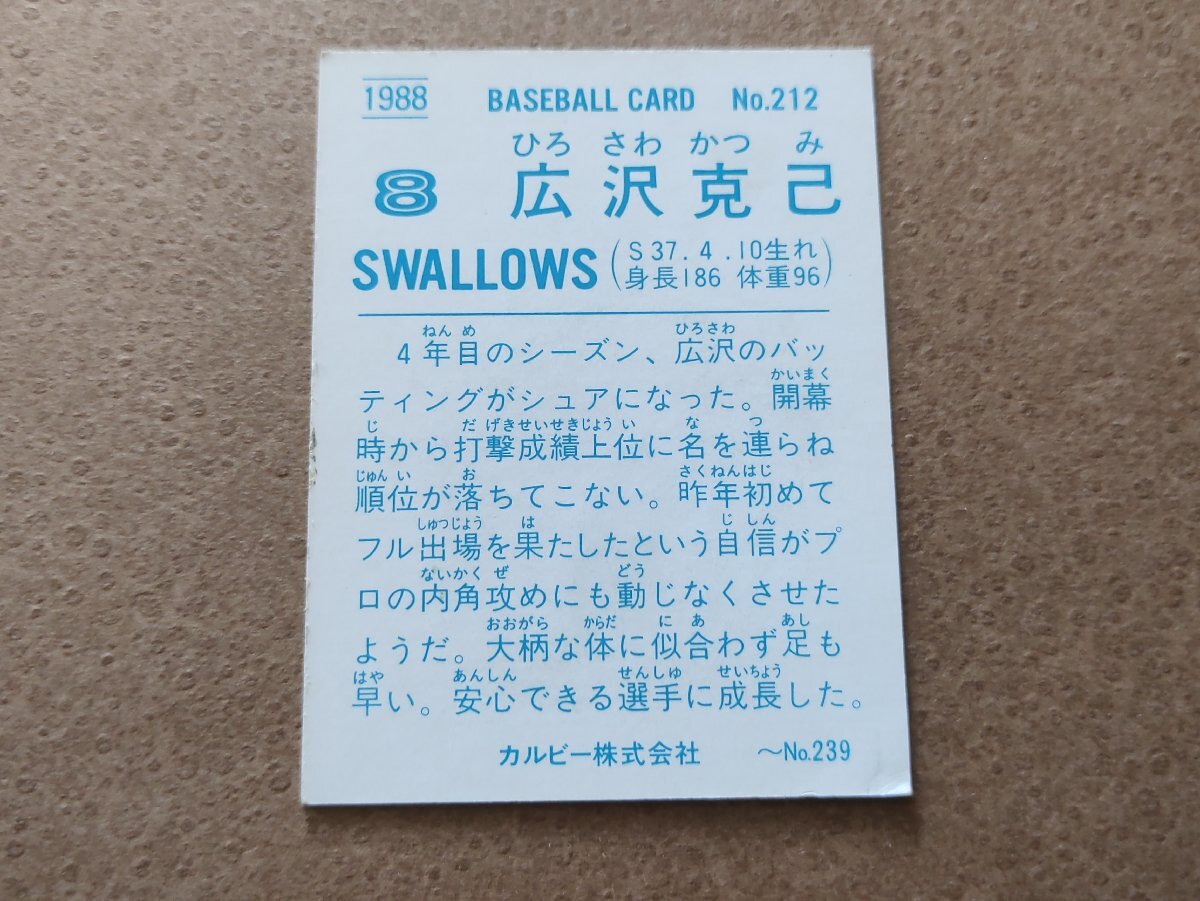 1988 BASEBALL CARD No.212
ひろ さわ かつ み
8 広沢克己
SWALLOWS
(S37.4.10生れ
身長186 体重96)
ねんめ ひろさわ
4年目のシーズン、広沢のバッ
かいまく
ティングがシュアになった。開幕
じ だげきせいせきじょうい な つ
時から打撃成績上位に名を連らね
じゅんい お さくねんはじ
順位が落ちてこない。昨年初めて
しゅつじょう は じしん
フル出場を果たしたという自信がプ
ないかくぜ どう
ロの内角攻めにも動じなくさせた
おおがら からだ にあ あし
ようだ。大柄な体に似合わず足も
はや あんしん せんしゅ せいちょう
早い。安心できる選手に成長した。
カルビー株式会社 〜No.239